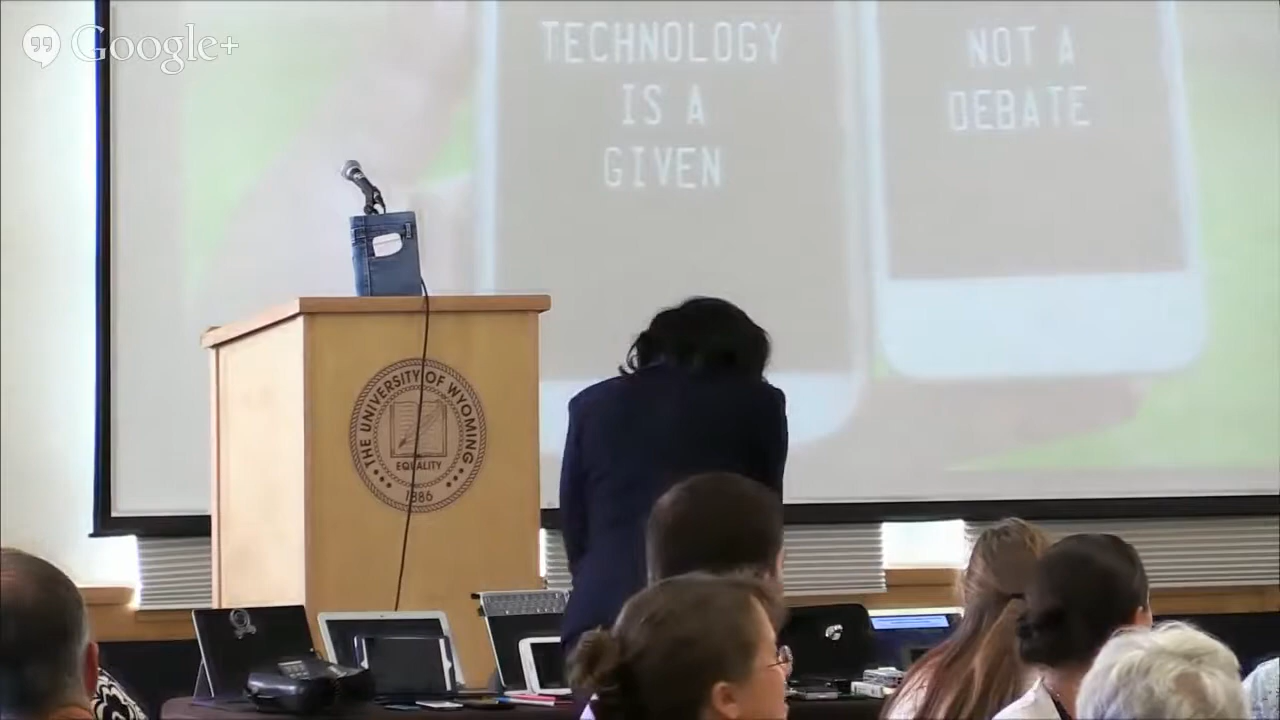 Google+
TECHNOLOGY
IS A
GIVEN
NOT A
DEBATE
THE UNIVERSITY OF WYOMING
EQUALITY
1886